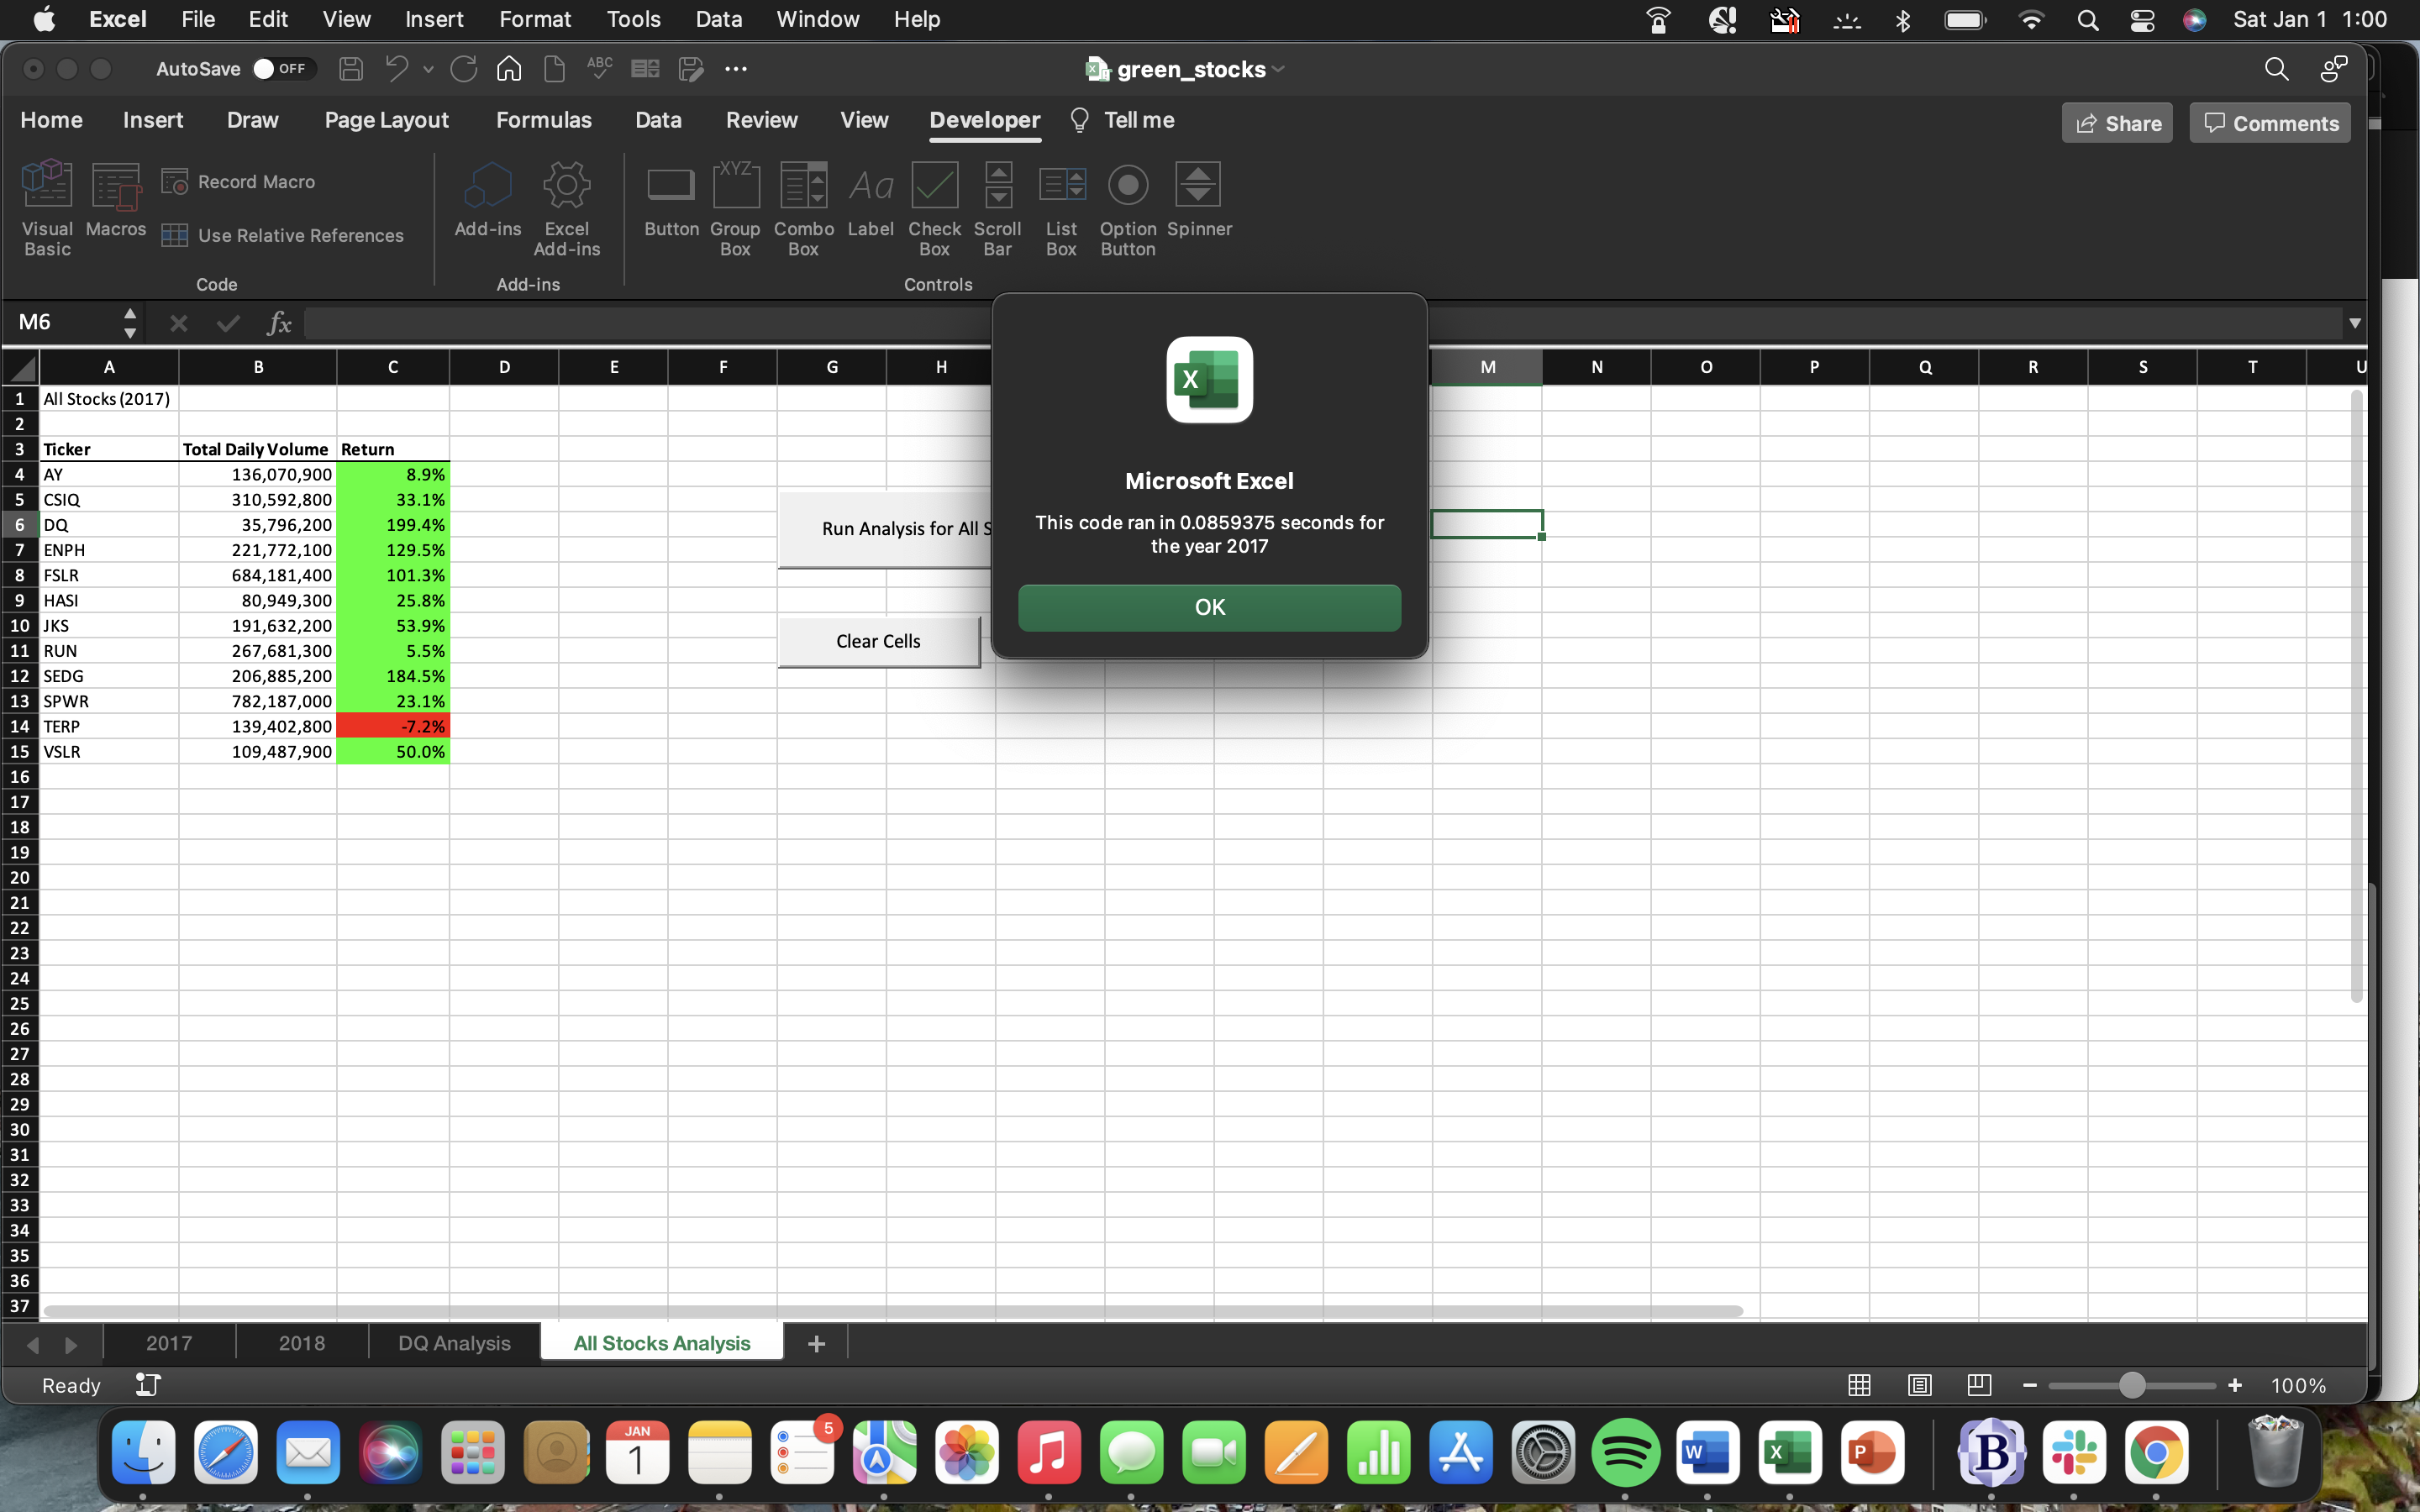 Excel File Edit View Insert Format Tools Data Window Help Sat Jan 1 1:00
AutoSave OFF ABC green_stocks
Home Insert Draw Page Layout Formulas Data Review View Developer Tell me Share Comments
Visual Basic Macros Record Macro Use Relative References Add-ins Excel Add-ins XYZ Aa Button Group Box Combo Box Label Check Box Scroll Bar List Box Option Button Spinner
Code Add-ins Controls
M6 fx
A B C D E F G H M N O P Q R S T U
1 All Stocks (2017)
2
3 Ticker Total Daily Volume Return
4 AY 136,070,900 8.9%
5 CSIQ 310,592,800 33.1%
6 DQ 35,796,200 199.4%
7 ENPH 221,772,100 129.5%
8 FSLR 684,181,400 101.3%
9 HASI 80,949,300 25.8%
10 JKS 191,632,200 53.9%
11 RUN 267,681,300 5.5%
12 SEDG 206,885,200 184.5%
13 SPWR 782,187,000 23.1%
14 TERP 139,402,800 -7.2%
15 VSLR 109,487,900 50.0%
16
17
18
19
20
21
22
23
24
25
26
27
28
29
30
31
32
33
34
35
36
37
Run Analysis for All S
Clear Cells
X
Microsoft Excel
This code ran in 0.0859375 seconds for
the year 2017
OK
2017 2018 DQ Analysis All Stocks Analysis +
Ready 100%
JAN
1
5
W X P B